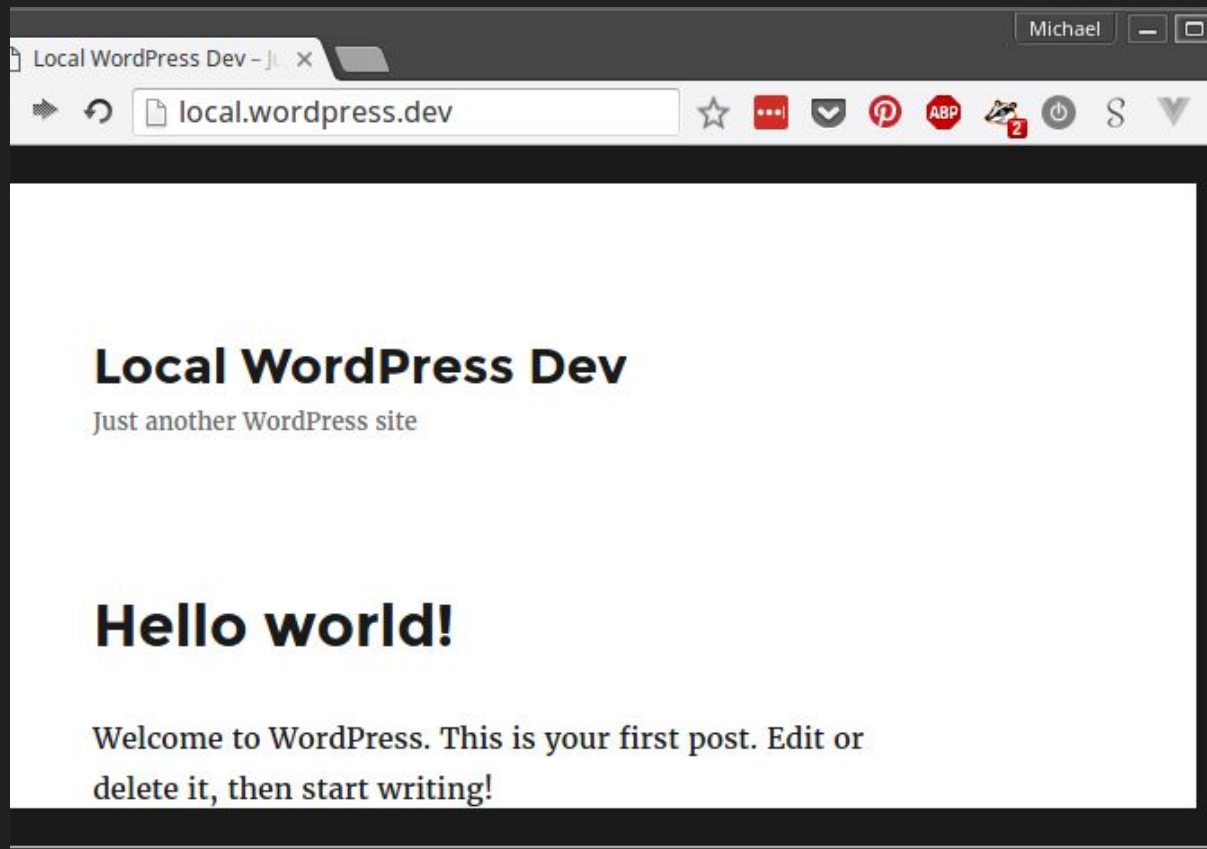 Michael
Local WordPress Dev –
local.wordpress.dev
ABP
2
S
Local WordPress Dev
Just another WordPress site
Hello world!
Welcome to WordPress. This is your first post. Edit or
delete it, then start writing!